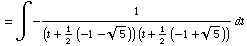 = ∫ - 1 / ((t + 1/2 (-1 - √5)) (t + 1/2 (-1 + √5))) dt